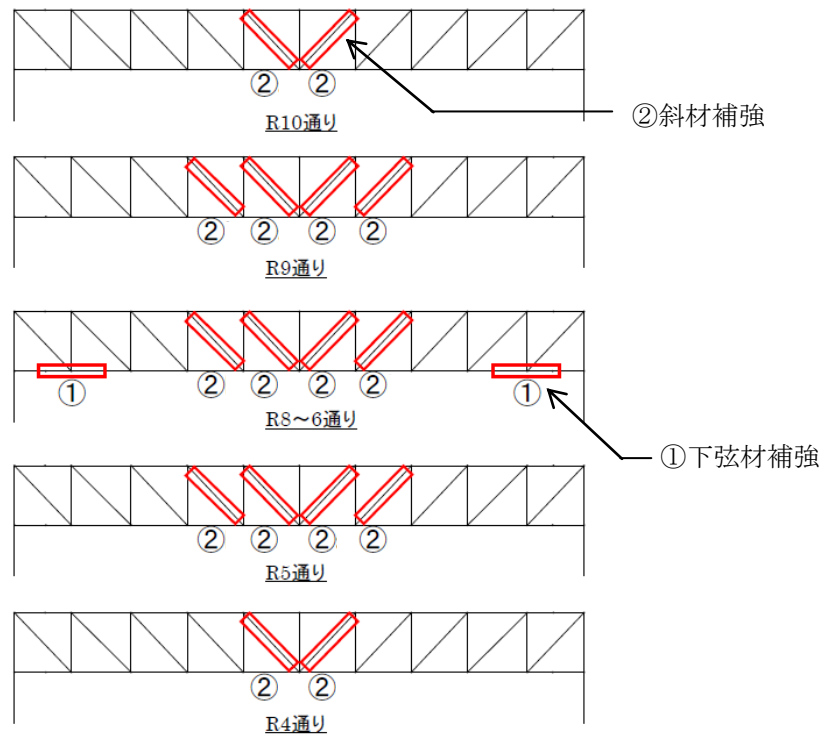 ② ②
R10通り
②斜材補強
② ② ② ②
R9通り
① ② ② ② ② ①
R8～6通り
①下弦材補強
② ② ② ②
R5通り
② ②
R4通り